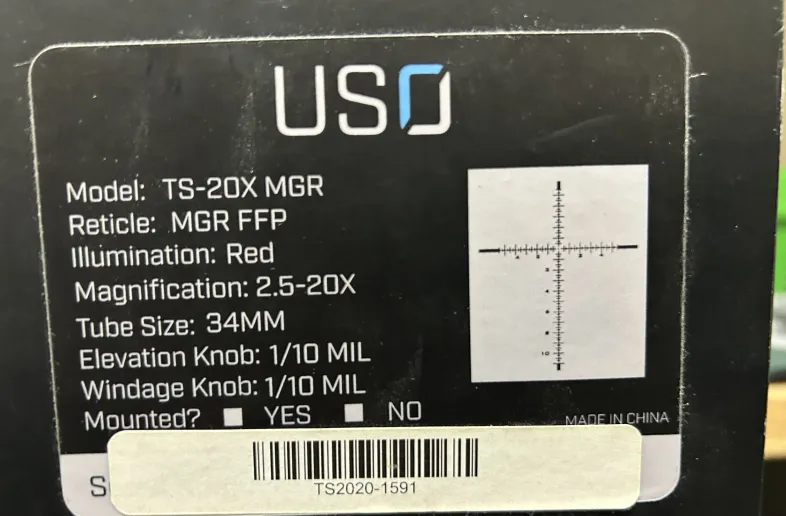 USO
Model: TS-20X MGR
Reticle: MGR FFP
Illumination: Red
Magnification: 2.5-20X
Tube Size: 34MM
Elevation Knob: 1/10 MIL
Windage Knob: 1/10 MIL
Mounted? YES NO
MADE IN CHINA
S
TS2020-1591